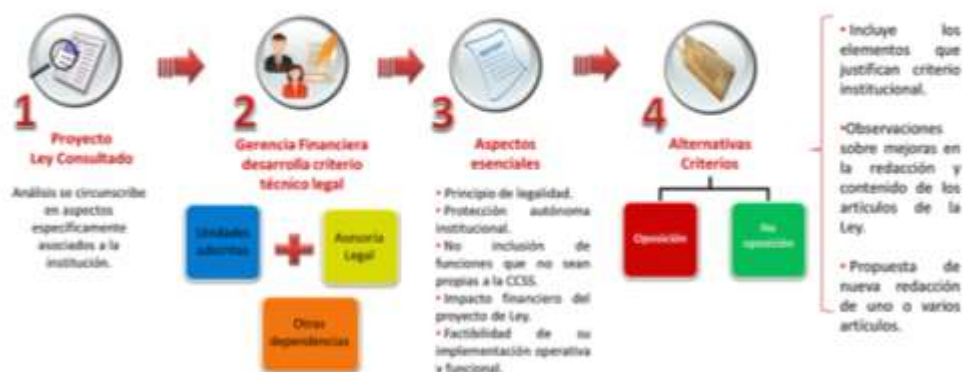 1
Proyecto
Ley Consultado
Análisis se circunscribe
en aspectos
específicamente
asociados a la
institución.
2
Gerencia Financiera
desarrolla criterio
técnico legal
Unidades
adscritas
Asesoría
Legal
Otras
dependencias
3
Aspectos
esenciales
• Principio de legalidad.
• Protección autónoma
institucional.
• No inclusión de
funciones que no sean
propias a la CCSS.
• Impacto financiero del
proyecto de Ley.
• Factibilidad de su
implementación operativa
y funcional.
4
Alternativas
Criterios
Oposición
No
oposición
• Incluye los
elementos que
justifican criterio
institucional.
•Observaciones
sobre mejoras en
la redacción y
contenido de los
artículos de la
Ley.
• Propuesta de
nueva redacción
de uno o varios
artículos.